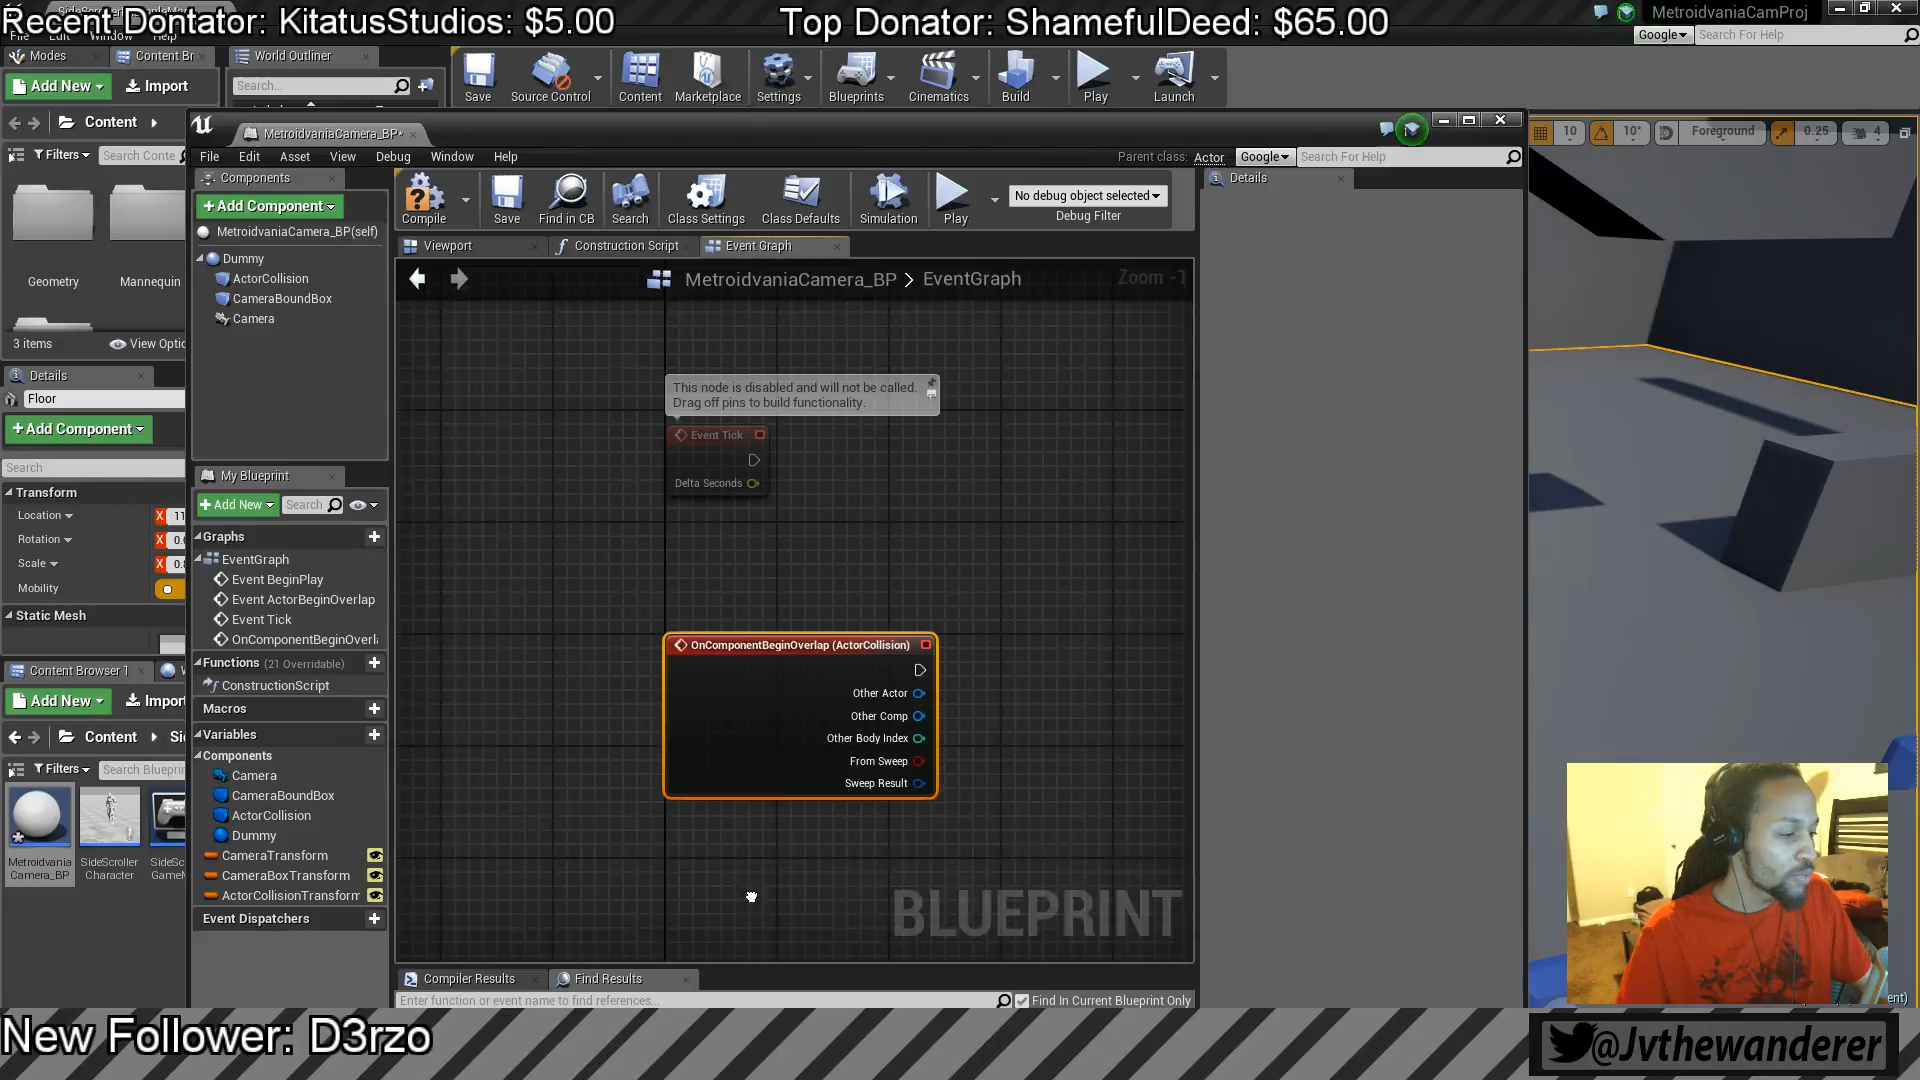 Recent Dontator: KitatusStudios: $5.00
Top Donator: ShamefulDeed: $65.00
MetroidvaniaCamProj
Window Help
Google
Search For Help
Modes
Content Br
World Outliner
Add New
Import
Search...
Save
Source Control
Content
Marketplace
Settings
Blueprints
Cinematics
Build
Play
Launch
Content
Filters
Search Conte
Geometry
Mannequin
3 items
View Optic
Details
Floor
Add Component
Search
Transform
Location
X 11
Rotation
X 0.
Scale
X 0.
Mobility
Static Mesh
Content Browser 1
Add New
Import
Content
Filters
Search Blueprin
Metroidvania
Camera_BP
SideScroller
Character
SideSc
GameM
MetroidvaniaCamera_BP*
File Edit Asset View Debug Window Help
Parent class: Actor
Google
Search For Help
Components
Add Component
MetroidvaniaCamera_BP(self)
Dummy
ActorCollision
CameraBoundBox
Camera
Compile
Save
Find in CB
Search
Class Settings
Class Defaults
Simulation
Play
No debug object selected
Debug Filter
Details
Viewport
Construction Script
Event Graph
MetroidvaniaCamera_BP > EventGraph
Zoom
This node is disabled and will not be called.
Drag off pins to build functionality.
Event Tick
Delta Seconds
OnComponentBeginOverlap (ActorCollision)
Other Actor
Other Comp
Other Body Index
From Sweep
Sweep Result
BLUEPRINT
My Blueprint
Add New
Search
Graphs
EventGraph
Event BeginPlay
Event ActorBeginOverlap
Event Tick
OnComponentBeginOverl
Functions (21 Overridable)
ConstructionScript
Macros
Variables
Components
Camera
CameraBoundBox
ActorCollision
Dummy
CameraTransform
CameraBoxTransform
ActorCollisionTransform
Event Dispatchers
Compiler Results
Find Results
Enter function or event name to find references...
Find In Current Blueprint Only
10
10°
Foreground
0.25
4
New Follower: D3rzo
@Jvthewanderer